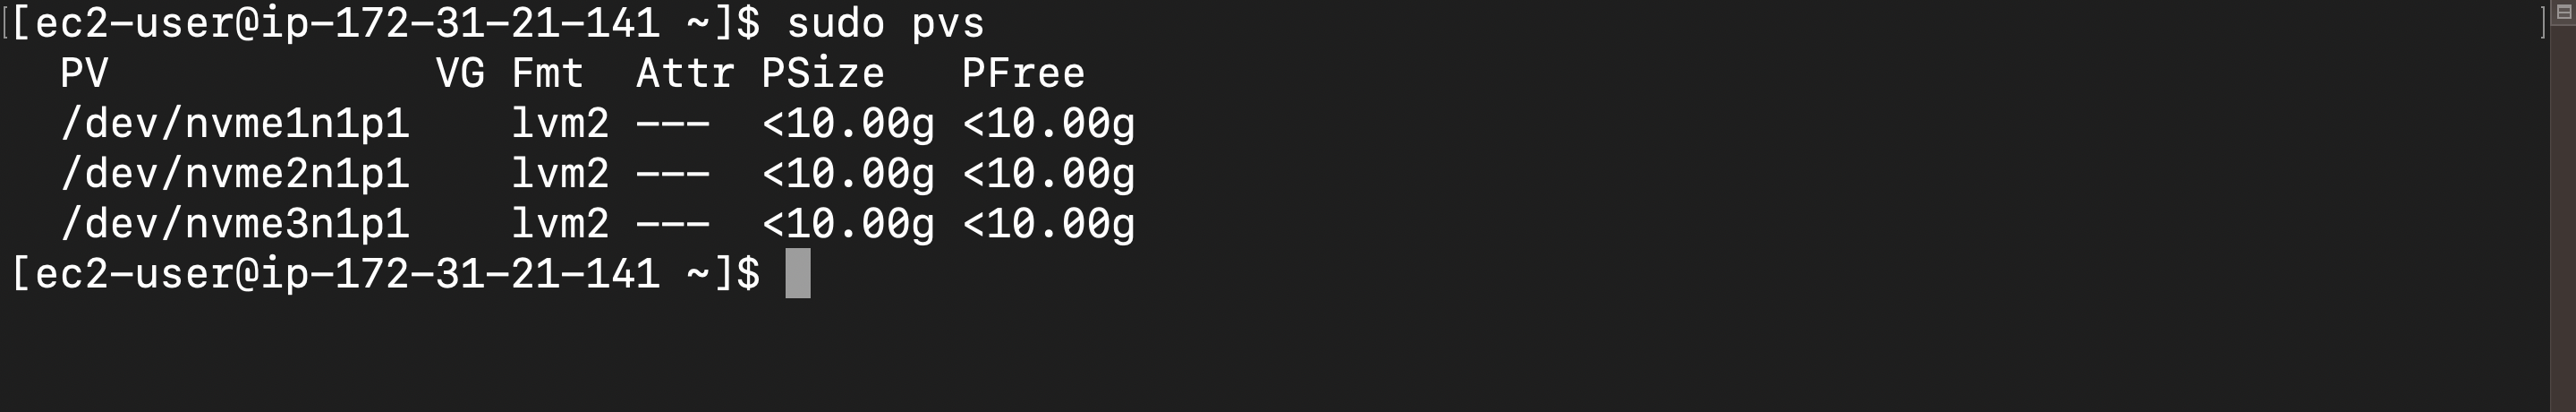 [ec2-user@ip-172-31-21-141 ~]$ sudo pvs
  PV             VG Fmt  Attr PSize   PFree
  /dev/nvme1n1p1    lvm2 ---  <10.00g <10.00g
  /dev/nvme2n1p1    lvm2 ---  <10.00g <10.00g
  /dev/nvme3n1p1    lvm2 ---  <10.00g <10.00g
[ec2-user@ip-172-31-21-141 ~]$